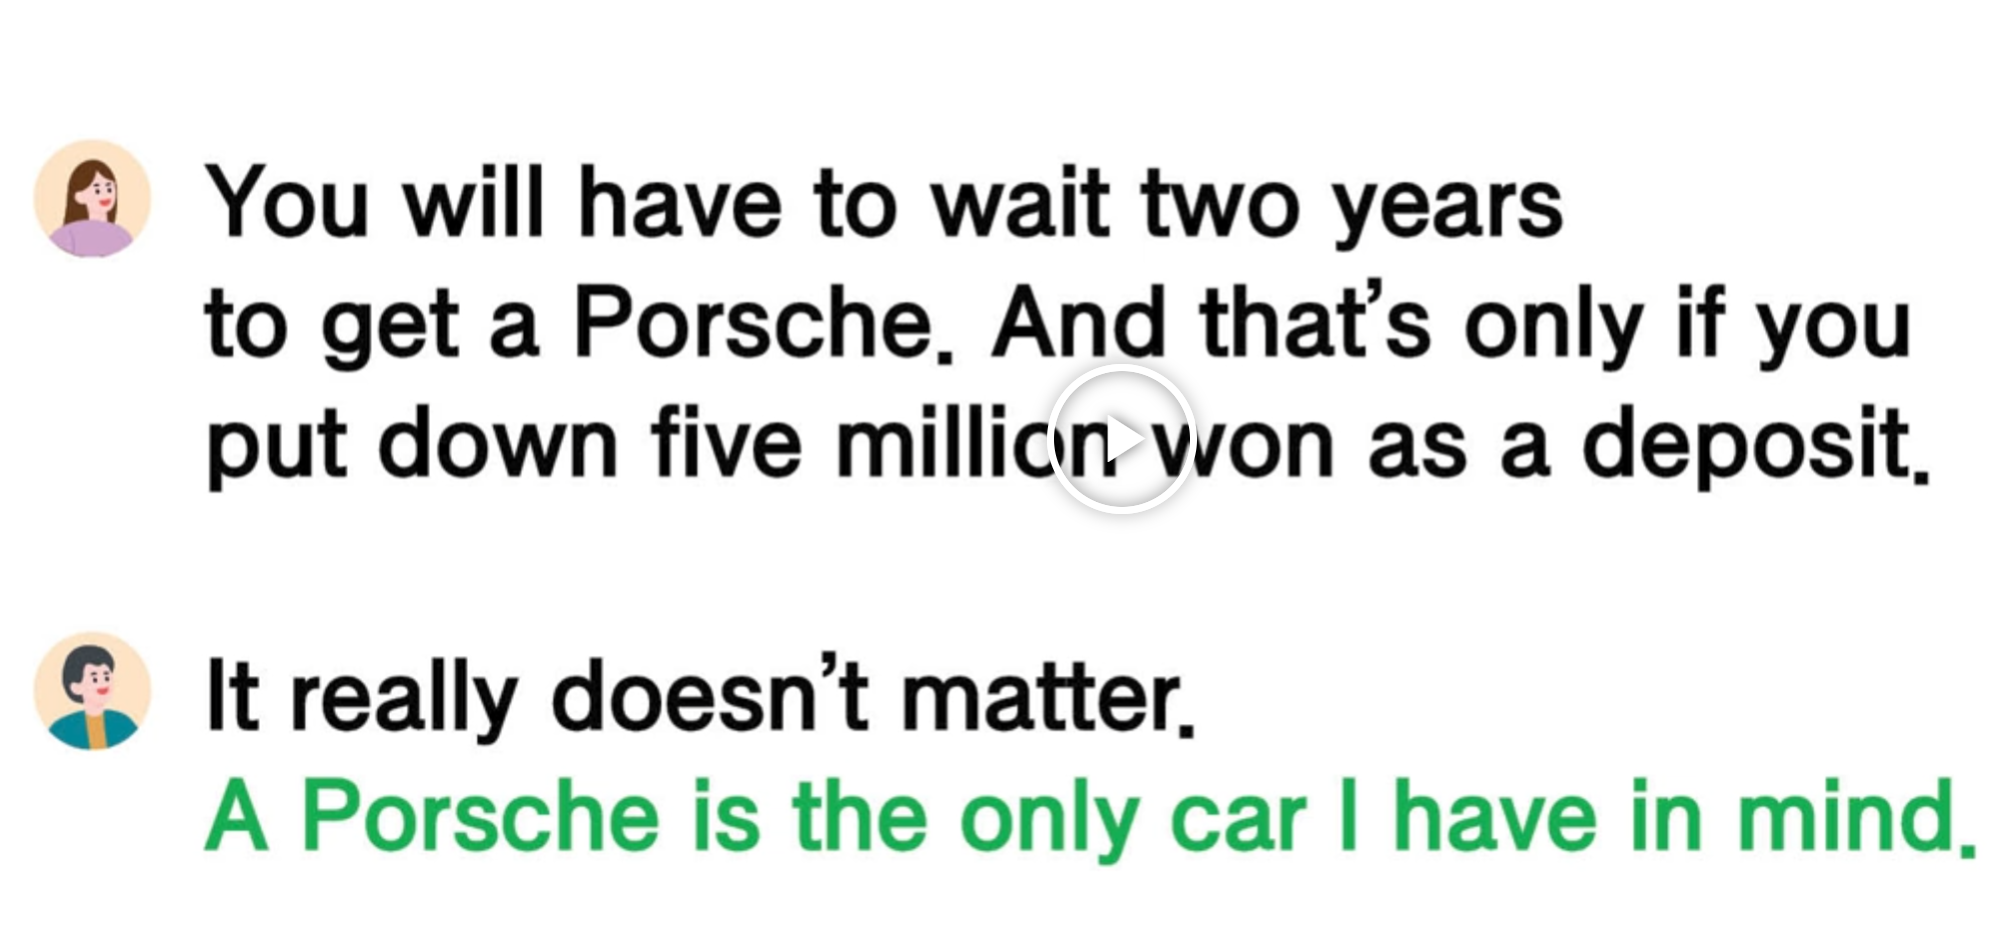 You will have to wait two years
to get a Porsche. And that’s only if you
put down five million won as a deposit.
It really doesn’t matter.
A Porsche is the only car I have in mind.